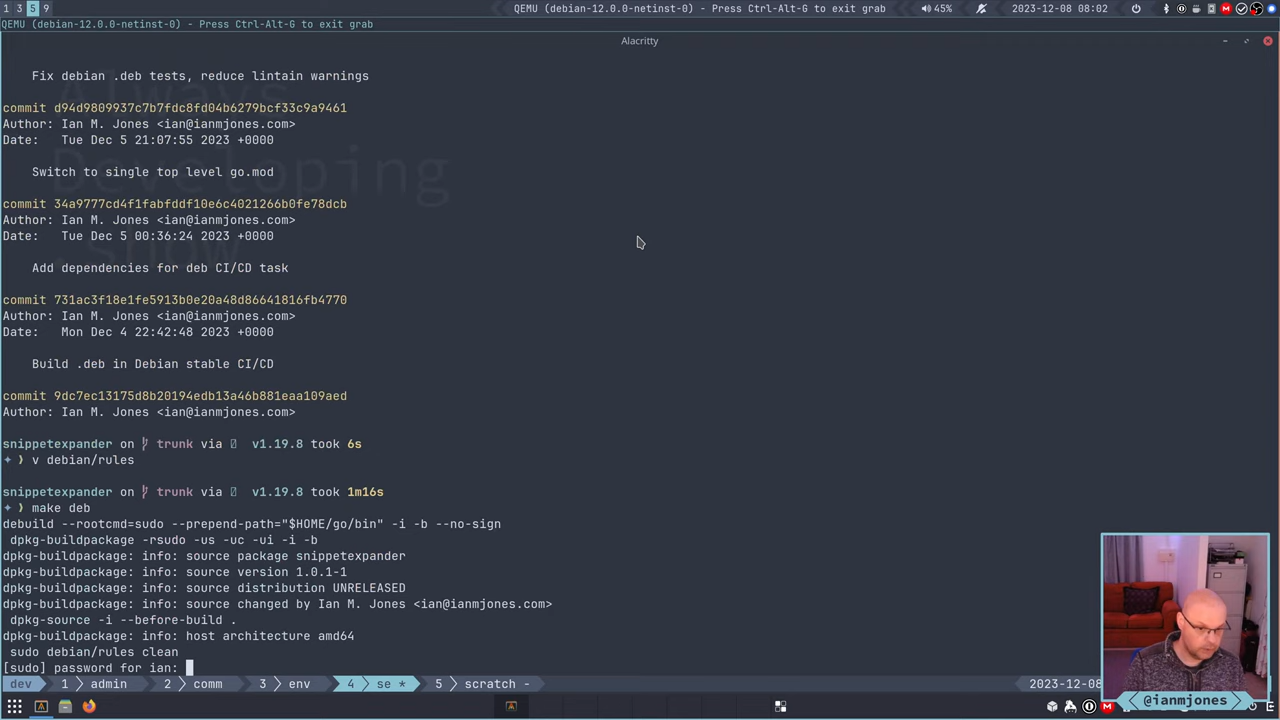 1 3 5 9
QEMU (debian-12.0.0-netinst-0) - Press Ctrl-Alt-G to exit grab
45%
2023-12-08 08:02
QEMU (debian-12.0.0-netinst-0) - Press Ctrl-Alt-G to exit grab
Alacritty
Always
Developing
.show
Fix debian .deb tests, reduce lintain warnings
commit d94d9809937c7b7fdc8fd04b6279bcf33c9a9461
Author: Ian M. Jones <ian@ianmjones.com>
Date:   Tue Dec 5 21:07:55 2023 +0000
Switch to single top level go.mod
commit 34a9777cd4f1fabfddf10e6c4021266b0fe78dcb
Author: Ian M. Jones <ian@ianmjones.com>
Date:   Tue Dec 5 00:36:24 2023 +0000
Add dependencies for deb CI/CD task
commit 731ac3f18e1fe5913b0e20a48d86641816fb4770
Author: Ian M. Jones <ian@ianmjones.com>
Date:   Mon Dec 4 22:42:48 2023 +0000
Build .deb in Debian stable CI/CD
commit 9dc7ec13175d8b20194edb13a46b881eaa109aed
Author: Ian M. Jones <ian@ianmjones.com>
snippetexpander on trunk via v1.19.8 took 6s
❯ v debian/rules
snippetexpander on trunk via v1.19.8 took 1m16s
❯ make deb
debuild --rootcmd=sudo --prepend-path="$HOME/go/bin" -i -b --no-sign
dpkg-buildpackage -rsudo -us -uc -ui -i -b
dpkg-buildpackage: info: source package snippetexpander
dpkg-buildpackage: info: source version 1.0.1-1
dpkg-buildpackage: info: source distribution UNRELEASED
dpkg-buildpackage: info: source changed by Ian M. Jones <ian@ianmjones.com>
dpkg-source -i --before-build .
dpkg-buildpackage: info: host architecture amd64
sudo debian/rules clean
[sudo] password for ian:
dev 1 admin 2 comm 3 env 4 se * 5 scratch - 2023-12-08
@ianmjones